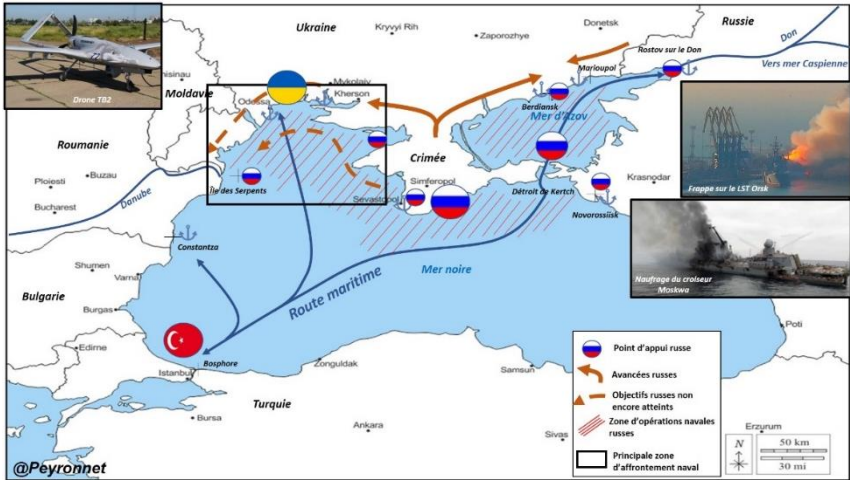 Drone TB2
Ukraine
Kryvyi Rih
Zaporozhye
Donetsk
Russie
Rostov sur le Don
Don
Vers mer Caspienne
Marioupol
Berdiansk
Mer d'Azov
Mykolaiv
Kherson
Odessa
Moldavie
Roumanie
Ploiesti
Buzau
Bucharest
Danube
Île des Serpents
Crimée
Simferopol
Sevastopol
Détroit de Kertch
Krasnodar
Novorossiisk
Frappe sur le LST Orsk
Naufrage du croiseur
Moskwa
Constantza
Shumen
Varna
Mer noire
Route maritime
Bulgarie
Burgas
Edirne
Bosphore
Istanbul
Zonguldak
Samsun
Poti
Bursa
Turquie
Ankara
Sivas
Erzurum
Point d'appui russe
Avancées russes
Objectifs russes non
encore atteints
Zone d'opérations navales
russes
Principale zone
d'affrontement naval
N
50 km
30 mi
@Peyronnet